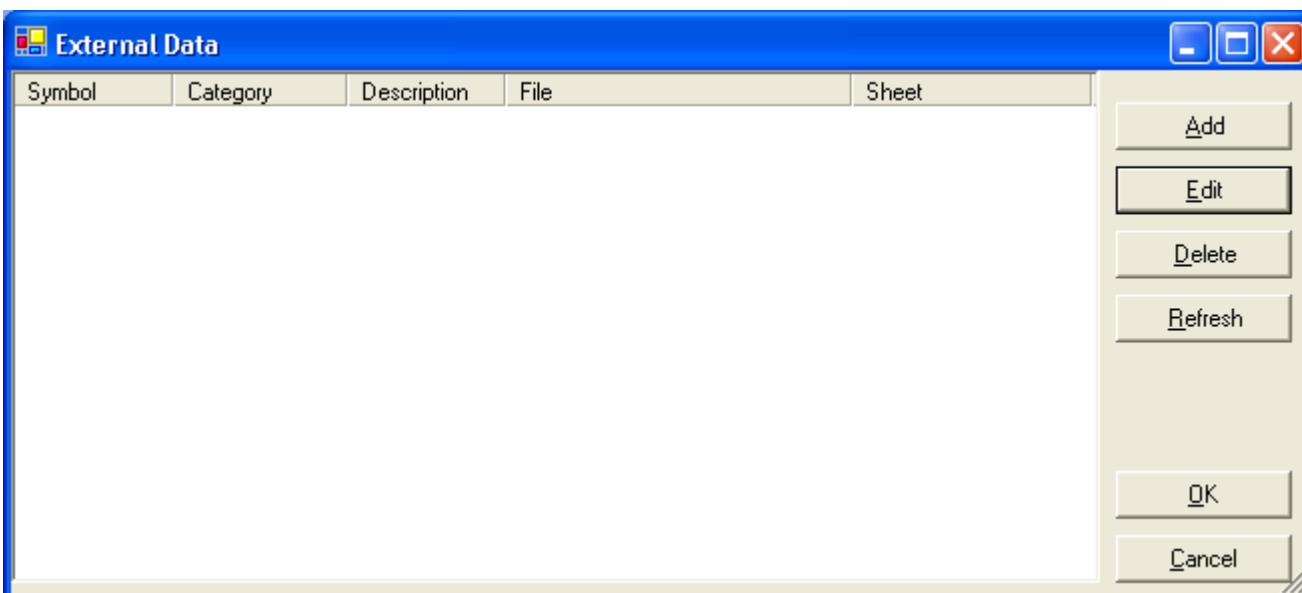 External Data
Symbol Category Description File Sheet
Add
Edit
Delete
Refresh
OK
Cancel